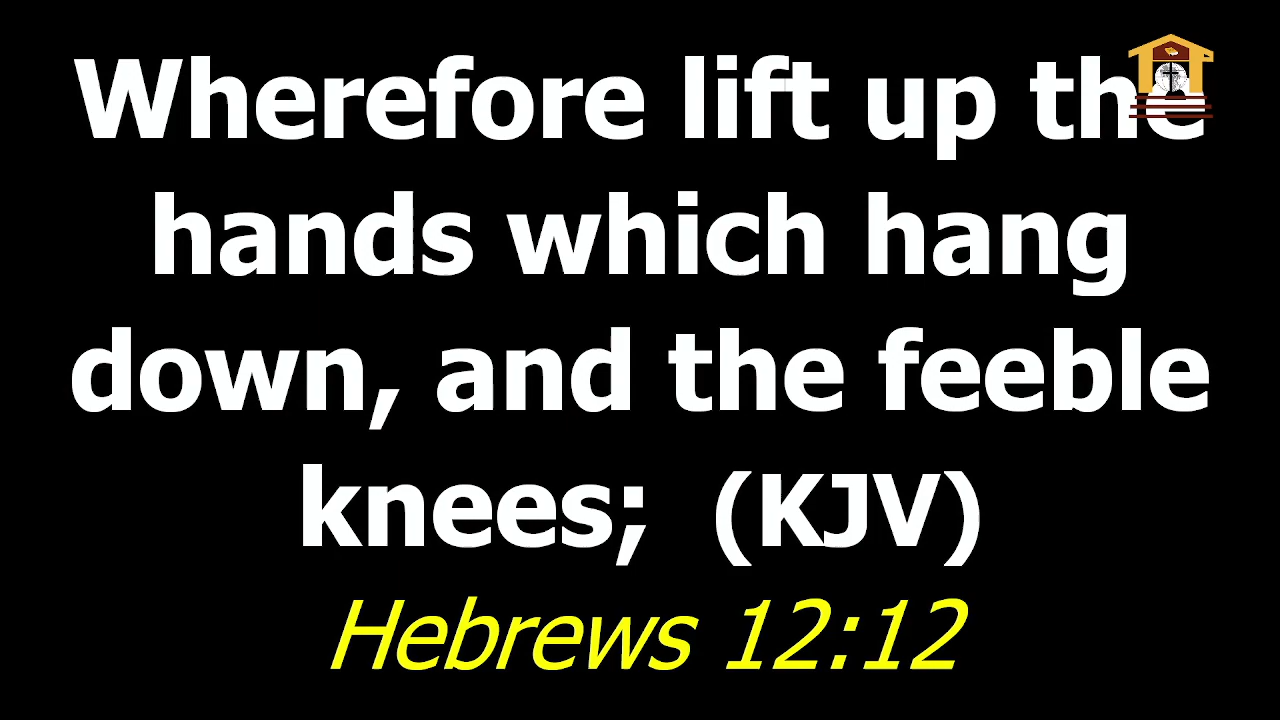 Wherefore lift up the
hands which hang
down, and the feeble
knees; (KJV)
Hebrews 12:12